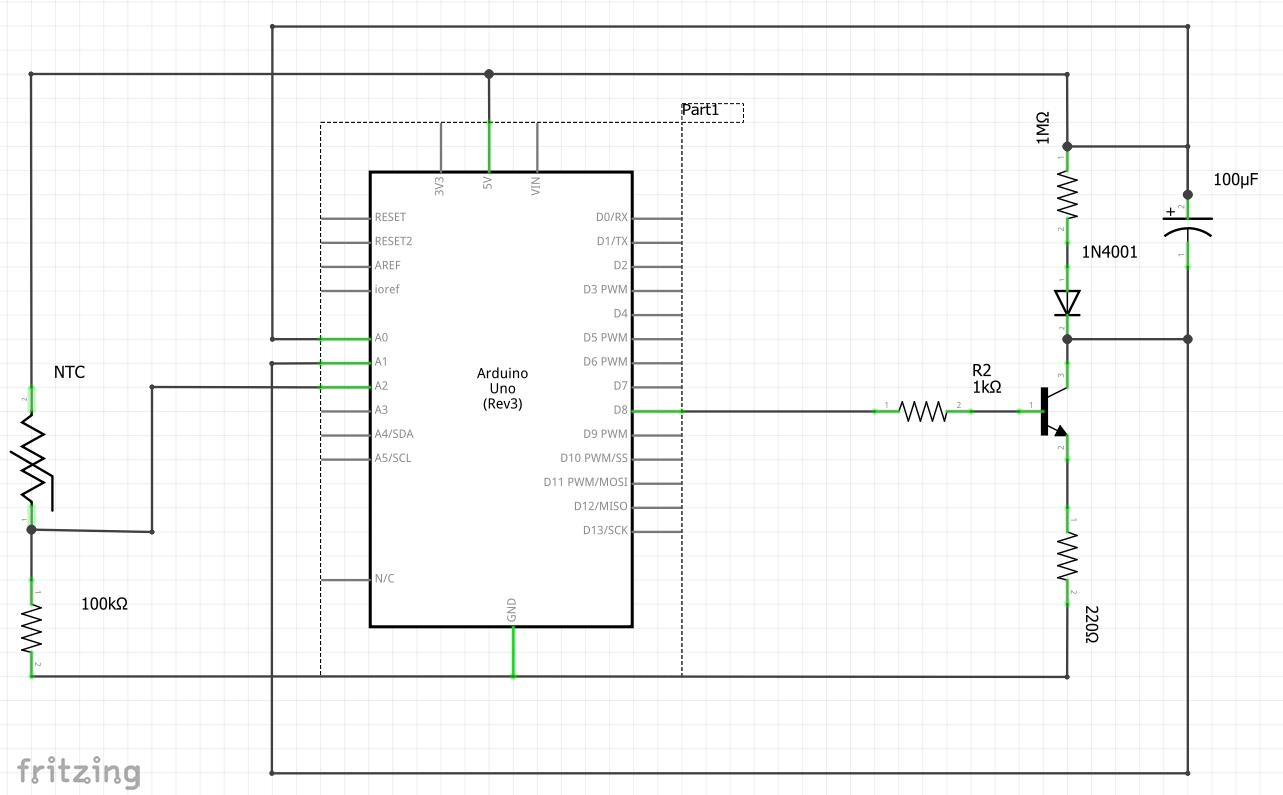 Part1
3V3
5V
VIN
RESET
RESET2
AREF
ioref
A0
A1
A2
A3
A4/SDA
A5/SCL
N/C
D0/RX
D1/TX
D2
D3 PWM
D4
D5 PWM
D6 PWM
D7
D8
D9 PWM
D10 PWM/SS
D11 PWM/MOSI
D12/MISO
D13/SCK
GND
Arduino
Uno
(Rev3)
NTC
2
1
100kΩ
1
2
R2
1kΩ
1
2
1MΩ
1
2
1N4001
1
2
100µF
+
2
1
3
1
2
220Ω
1
2
fritzing